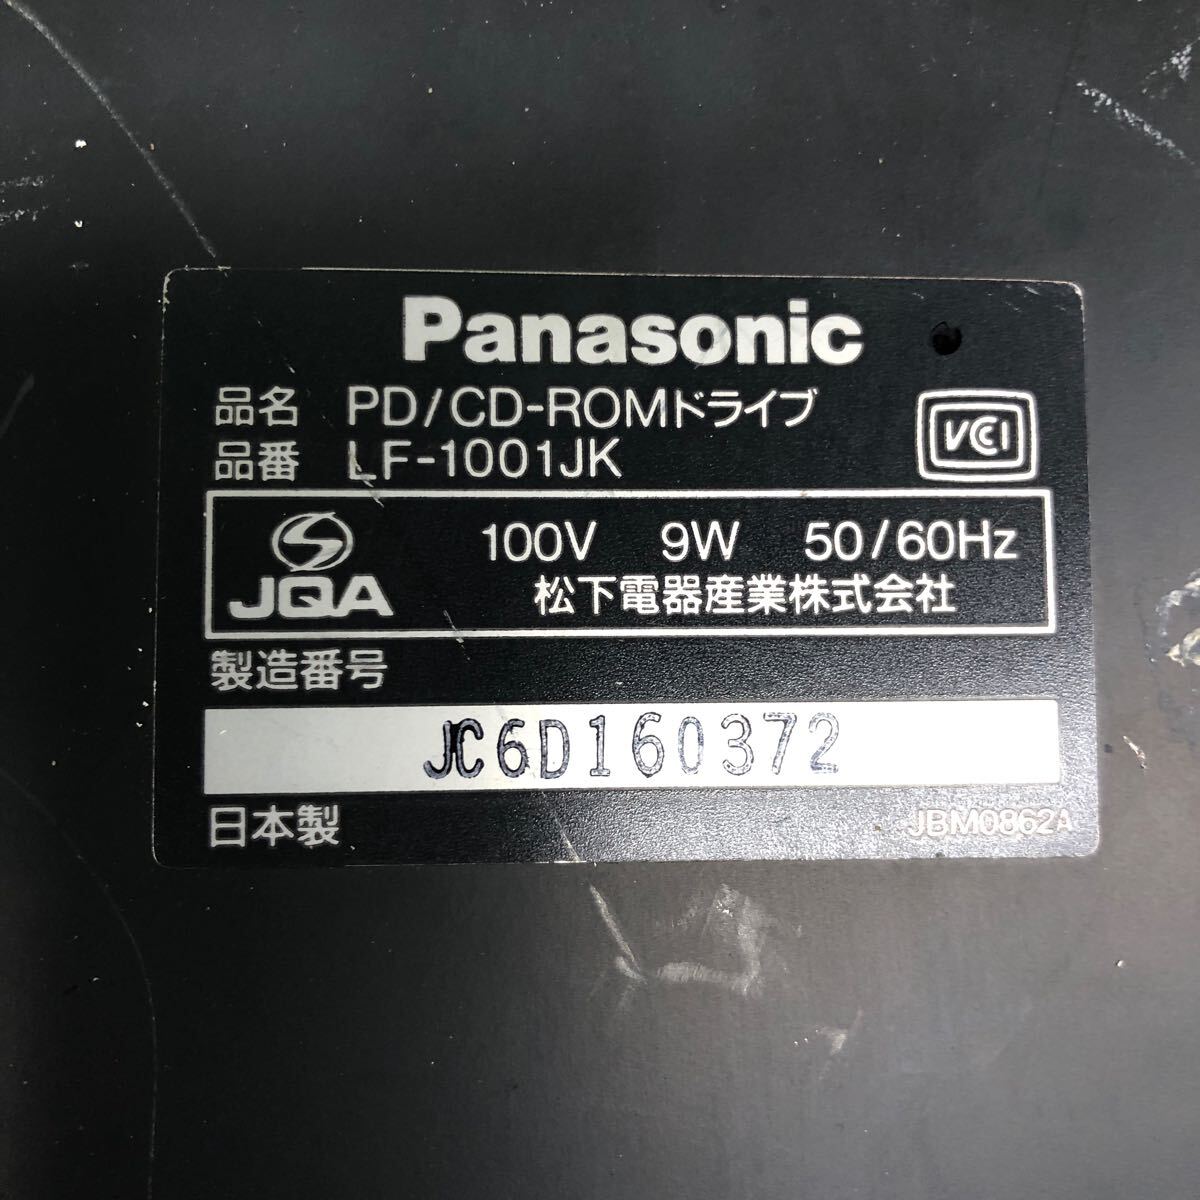 Panasonic
品名 PD/CD-ROMドライブ
品番 LF-1001JK
VCCI
JQA
100V 9W 50/60Hz
松下電器産業株式会社
製造番号
JC6D160372
日本製
JBM0862A